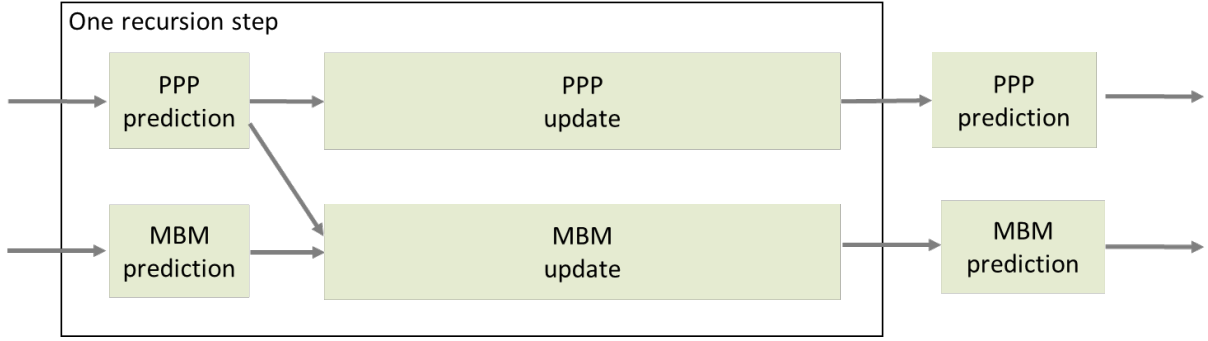 One recursion step
PPP
prediction
PPP
update
PPP
prediction
MBM
prediction
MBM
update
MBM
prediction